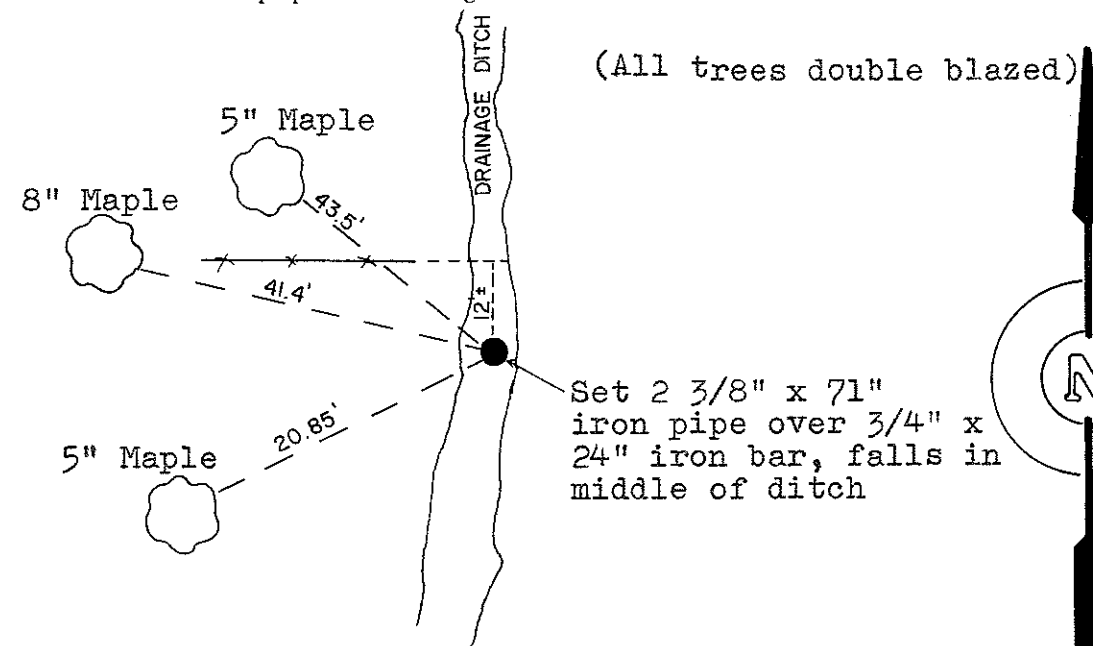 DRAINAGE DITCH
(All trees double blazed)
5" Maple
8" Maple
43.5'
41.4'
12±
Set 2 3/8" x 71"
iron pipe over 3/4" x
24" iron bar, falls in
middle of ditch
20.85'
5" Maple
N